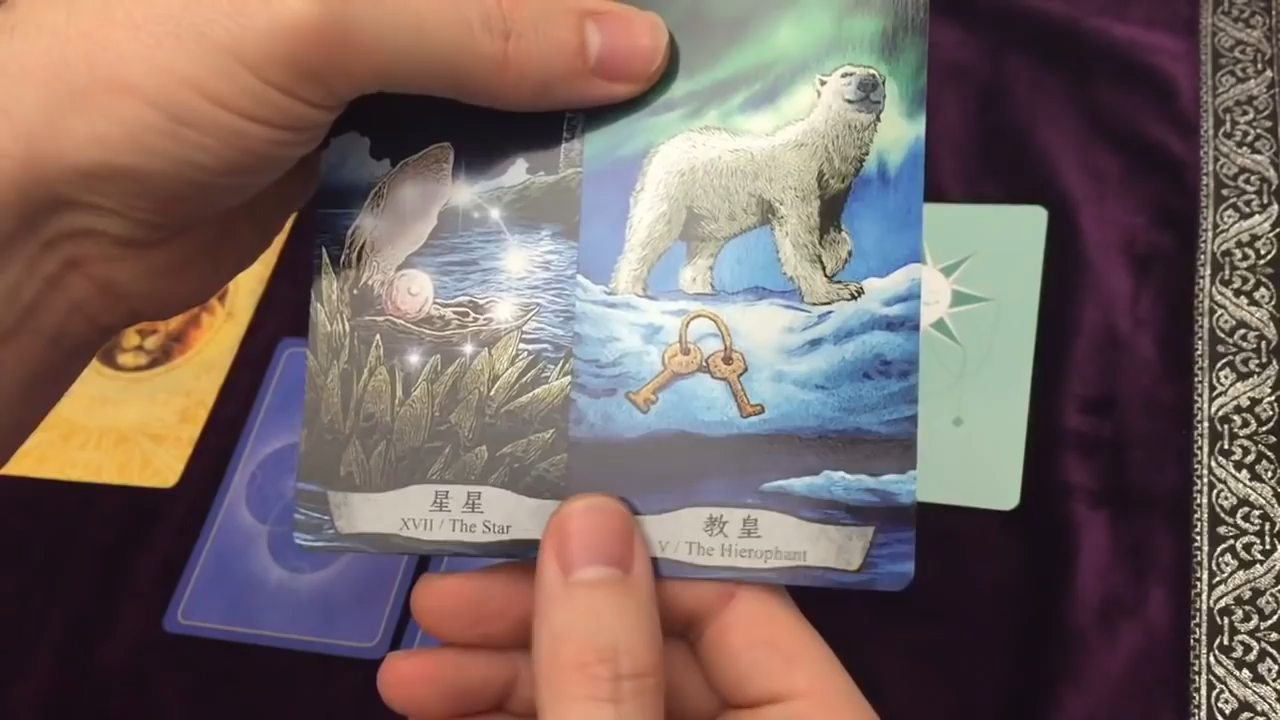 星星
XVII / The Star
教皇
V / The Hierophant